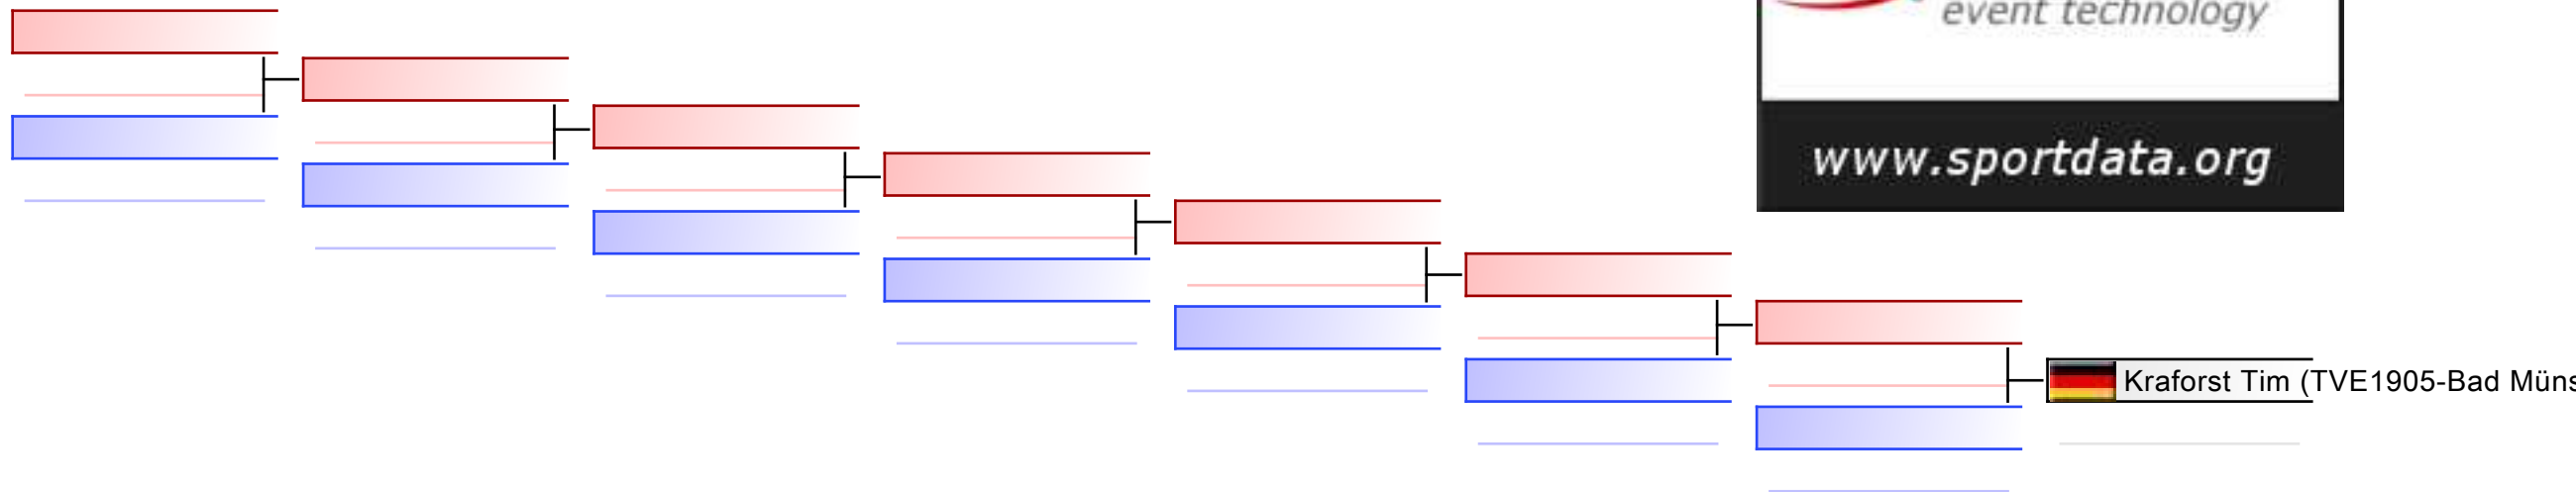 event technology
www.sportdata.org
Kraforst Tim (TVE1905-Bad Müns